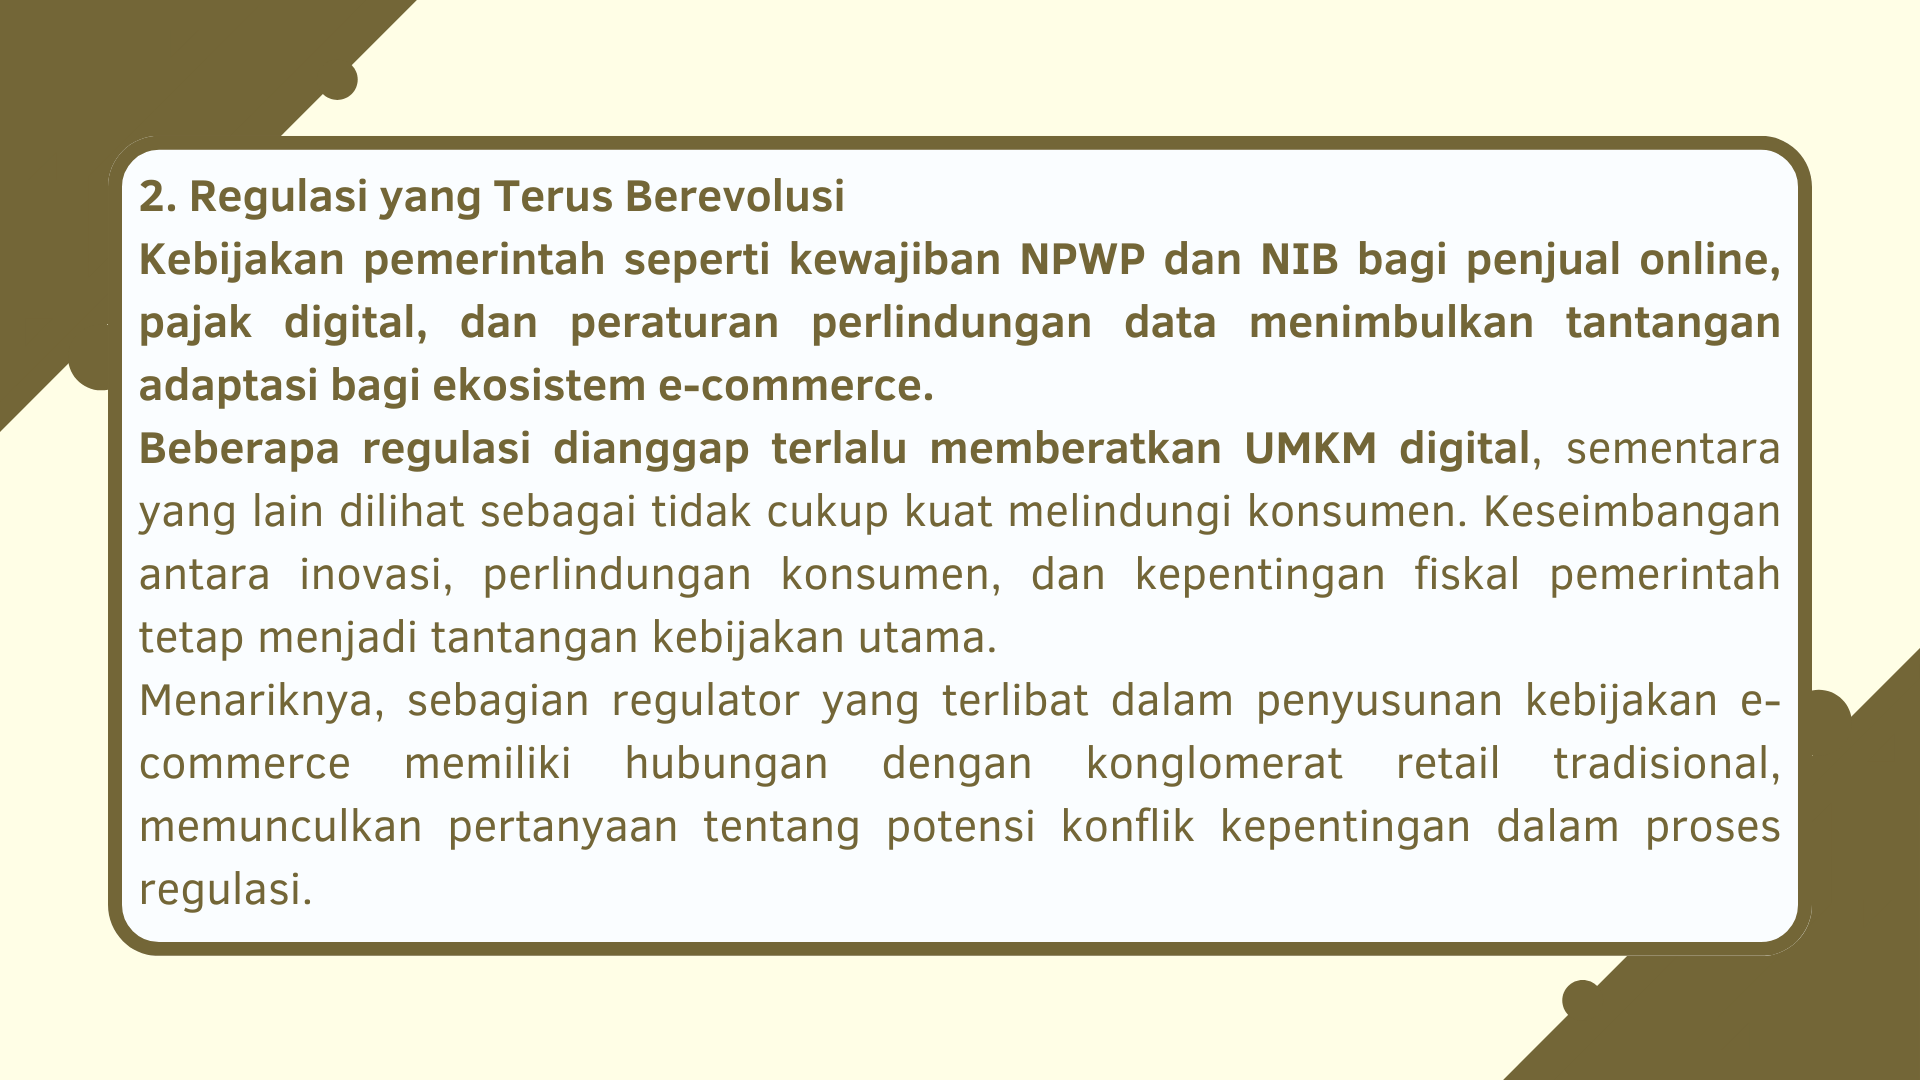 2. Regulasi yang Terus Berevolusi
Kebijakan pemerintah seperti kewajiban NPWP dan NIB bagi penjual online,
pajak digital, dan peraturan perlindungan data menimbulkan tantangan
adaptasi bagi ekosistem e-commerce.
Beberapa regulasi dianggap terlalu memberatkan UMKM digital, sementara
yang lain dilihat sebagai tidak cukup kuat melindungi konsumen. Keseimbangan
antara inovasi, perlindungan konsumen, dan kepentingan fiskal pemerintah
tetap menjadi tantangan kebijakan utama.
Menariknya, sebagian regulator yang terlibat dalam penyusunan kebijakan e-
commerce memiliki hubungan dengan konglomerat retail tradisional,
memunculkan pertanyaan tentang potensi konflik kepentingan dalam proses
regulasi.